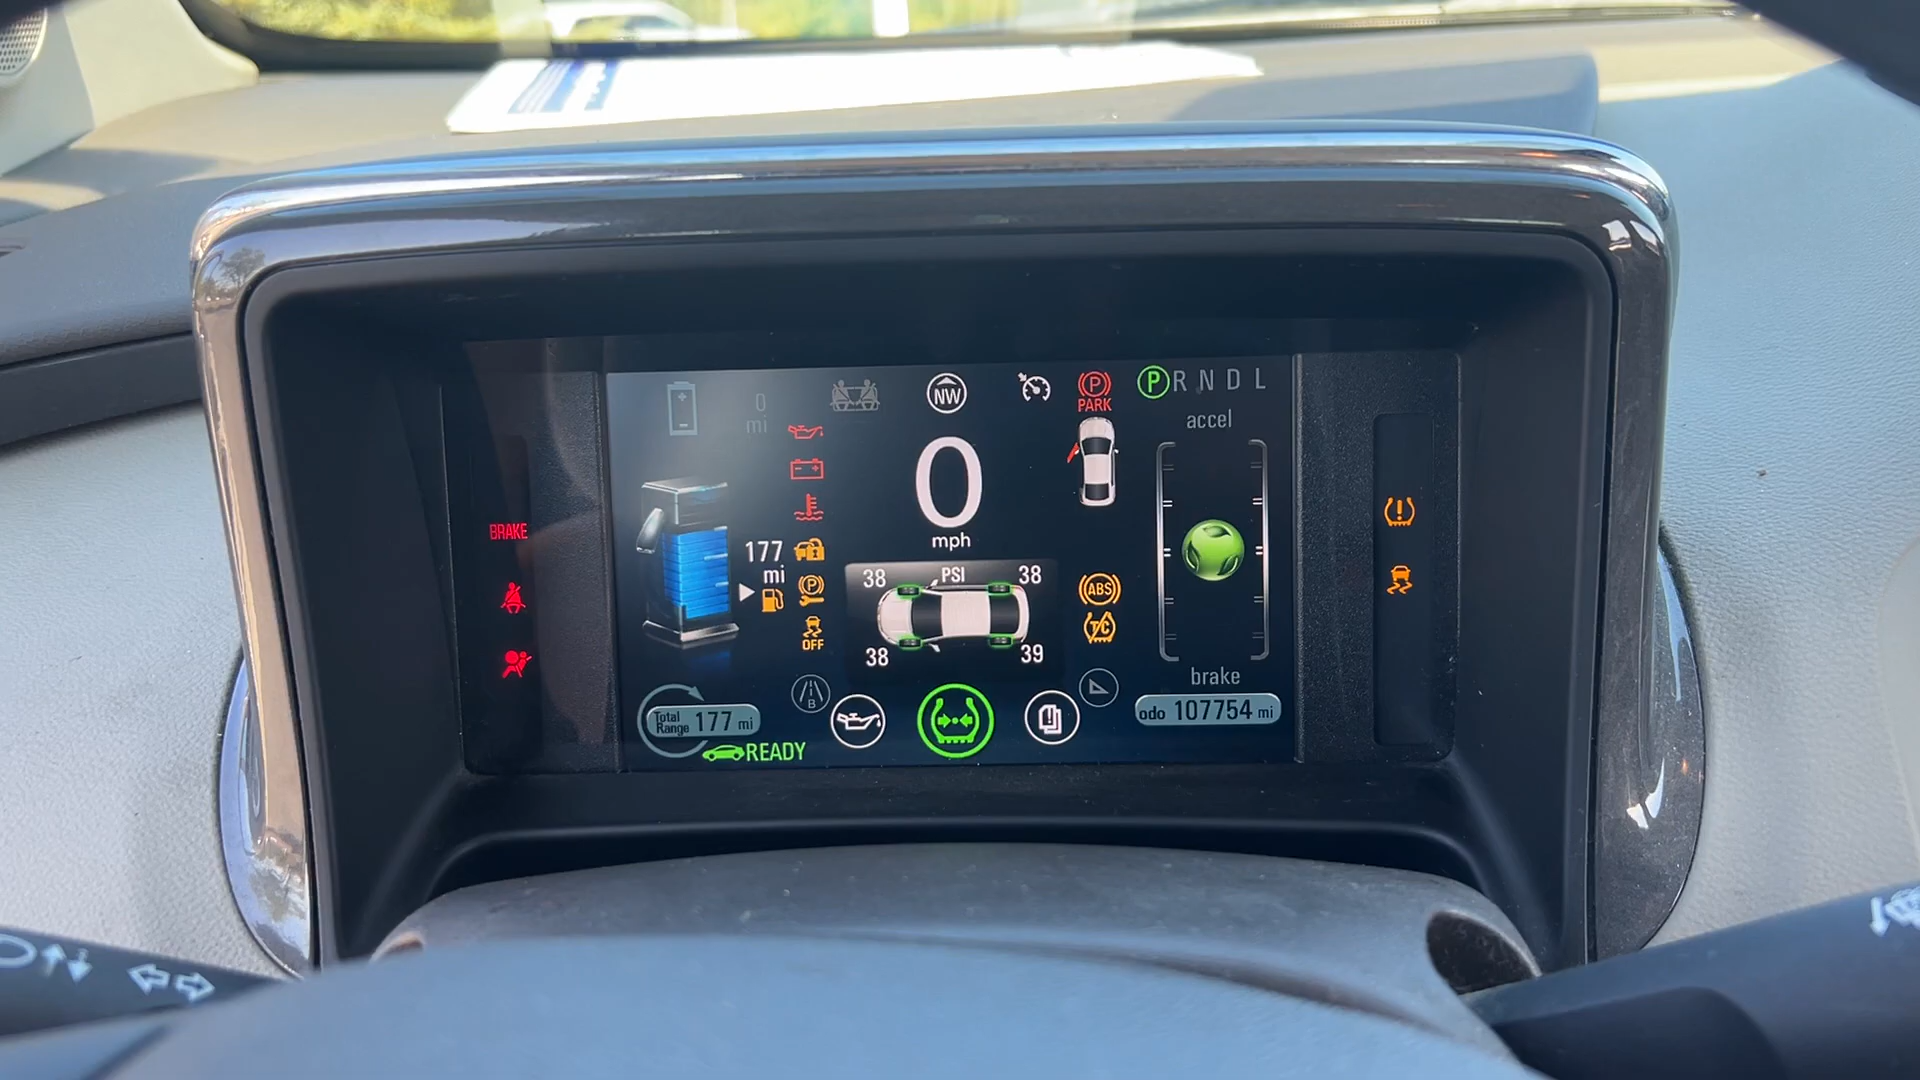 0
mi
NW
P
PARK
P R N D L
accel
0
mph
BRAKE
177
mi
P
OFF
38 PSI 38
38 39
ABS
TC
brake
B
Total
Range 177 mi
odo 107754 mi
READY